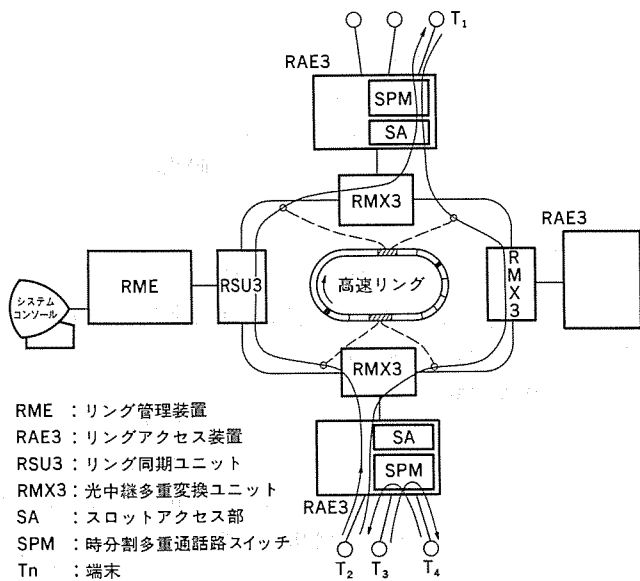 T1
RAE3
SPM
SA
RMX3
RAE3
RMX3
高速リング
システム
コンソール
RME
RSU3
RMX3
SA
SPM
RAE3
T2
T3
T4
RME：リング管理装置
RAE3：リングアクセス装置
RSU3：リング同期ユニット
RMX3：光中継多重変換ユニット
SA：スロットアクセス部
SPM：時分割多重通話路スイッチ
Tn：端末